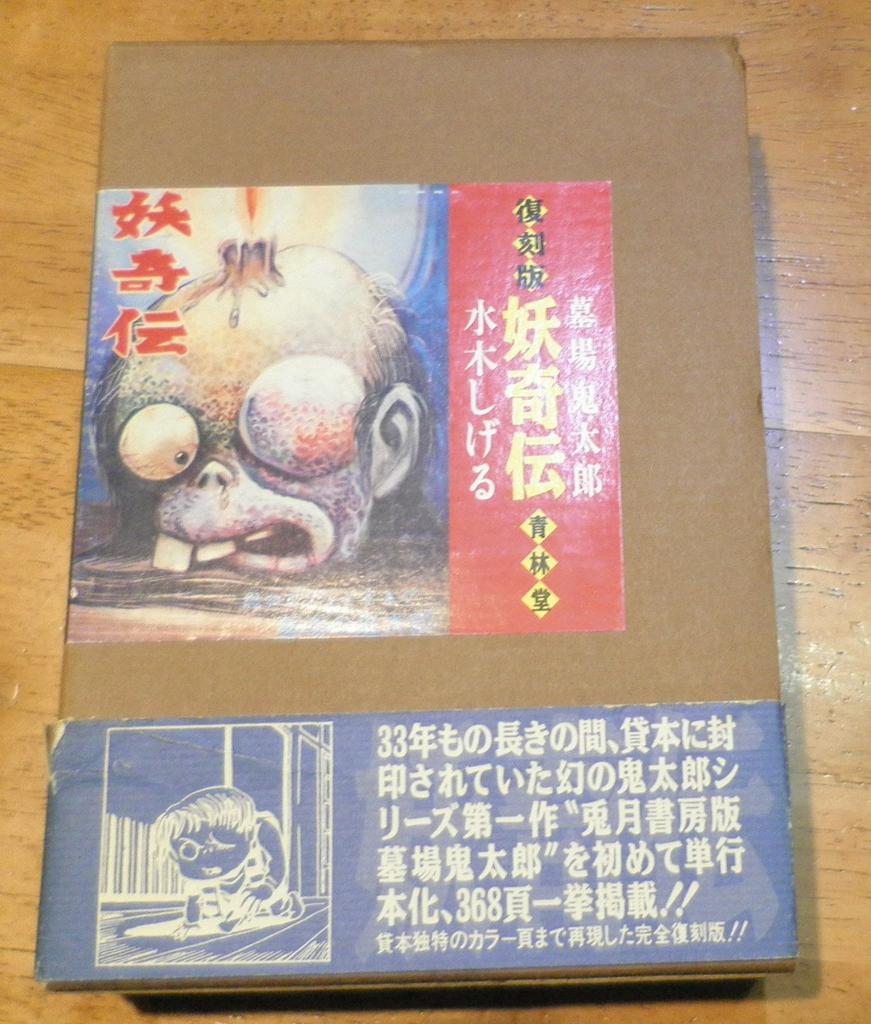 妖奇伝
墓場鬼太郎
復刻版 妖奇伝 青林堂
水木しげる
33年もの長きの間、貸本に封
印されていた幻の鬼太郎シ
リーズ第一作〝兎月書房版
墓場鬼太郎〟を初めて単行
本化、368頁一挙掲載!!
貸本独特のカラー頁まで再現した完全復刻版!!